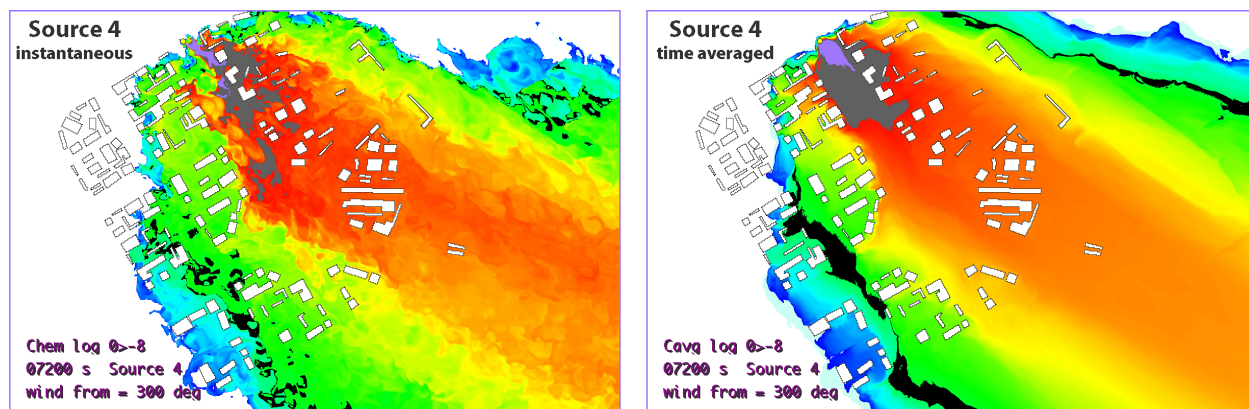 Source 4
instantaneous
Chem log 0>-8
07200 s Source 4
wind from = 300 deg
Source 4
time averaged
Cavg log 0>-8
07200 s Source 4
wind from = 300 deg